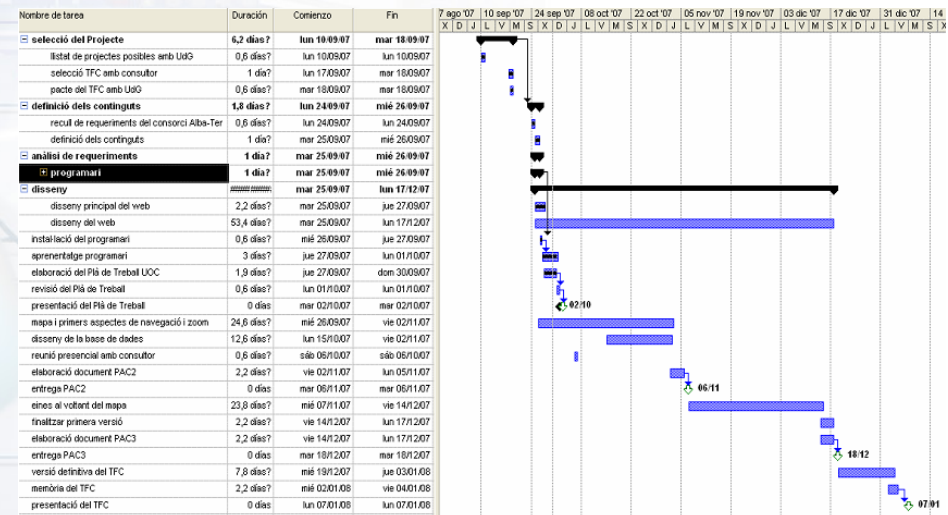 Nombre de tarea Duración Comienzo Fin 7 ago '07 10 sep '07 24 sep '07 08 oct '07 22 oct '07 05 nov '07 19 nov '07 03 dic '07 17 dic '07 31 dic '07 14
X D J L V M S X D J L V M S X D J L V M S X D J L V M S X D J L V M S X
selecció del Projecte 6,2 días? lun 10/09/07 mar 18/09/07
llistat de projectes posibles amb UdG 0,6 días? lun 10/09/07 lun 10/09/07
selecció TFC amb consultor 1 día? lun 17/09/07 mar 18/09/07
pacte del TFC amb UdG 0,6 días? mar 18/09/07 mar 18/09/07
definició dels continguts 1,8 días? lun 24/09/07 mié 26/09/07
recull de requeriments del consorci Alba-Ter 0,6 días? lun 24/09/07 lun 24/09/07
definició dels continguts 1 día? mar 25/09/07 mié 26/09/07
anàlisi de requeriments 1 día? mar 25/09/07 mié 26/09/07
programari 1 día? mar 25/09/07 mié 26/09/07
disseny mar 25/09/07 lun 17/12/07
disseny principal del web 2,2 días? mar 25/09/07 jue 27/09/07
disseny del web 53,4 días? mar 25/09/07 lun 17/12/07
instal·lació del programari 0,6 días? mié 26/09/07 jue 27/09/07
aprenentatge programari 3 días? jue 27/09/07 lun 01/10/07
elaboració del Plà de Treball UOC 1,9 días? jue 27/09/07 dom 30/09/07
revisió del Plà de Treball 0,6 días? lun 01/10/07 lun 01/10/07
presentació del Plà de Treball 0 días mar 02/10/07 mar 02/10/07 02/10
mapa i primers aspectes de navegació i zoom 24,6 días? mié 26/09/07 vie 02/11/07
disseny de la base de dades 12,6 días? lun 15/10/07 vie 02/11/07
reunió presencial amb consultor 0,6 días? sáb 06/10/07 sáb 06/10/07
elaboració document PAC2 2,2 días? vie 02/11/07 lun 05/11/07
entrega PAC2 0 días mar 06/11/07 mar 06/11/07 06/11
eines al voltant del mapa 23,8 días? mié 07/11/07 vie 14/12/07
finalitzar primera versió 2,2 días? vie 14/12/07 lun 17/12/07
elaboració document PAC3 2,2 días? vie 14/12/07 lun 17/12/07
entrega PAC3 0 días mar 18/12/07 mar 18/12/07 18/12
versió definitiva del TFC 7,8 días? mié 19/12/07 jue 03/01/08
memòria del TFC 2,2 días? mié 02/01/08 vie 04/01/08
presentació del TFC 0 días lun 07/01/08 lun 07/01/08 07/01